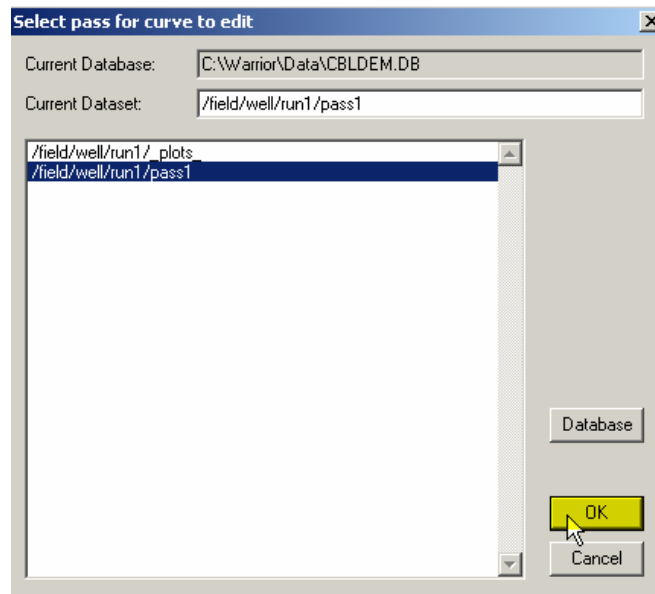 Select pass for curve to edit
Current Database: C:\Warrior\Data\CBLDEM.DB
Current Dataset: /field/well/run1/pass1
/field/well/run1/_plots_
/field/well/run1/pass1
Database
OK
Cancel